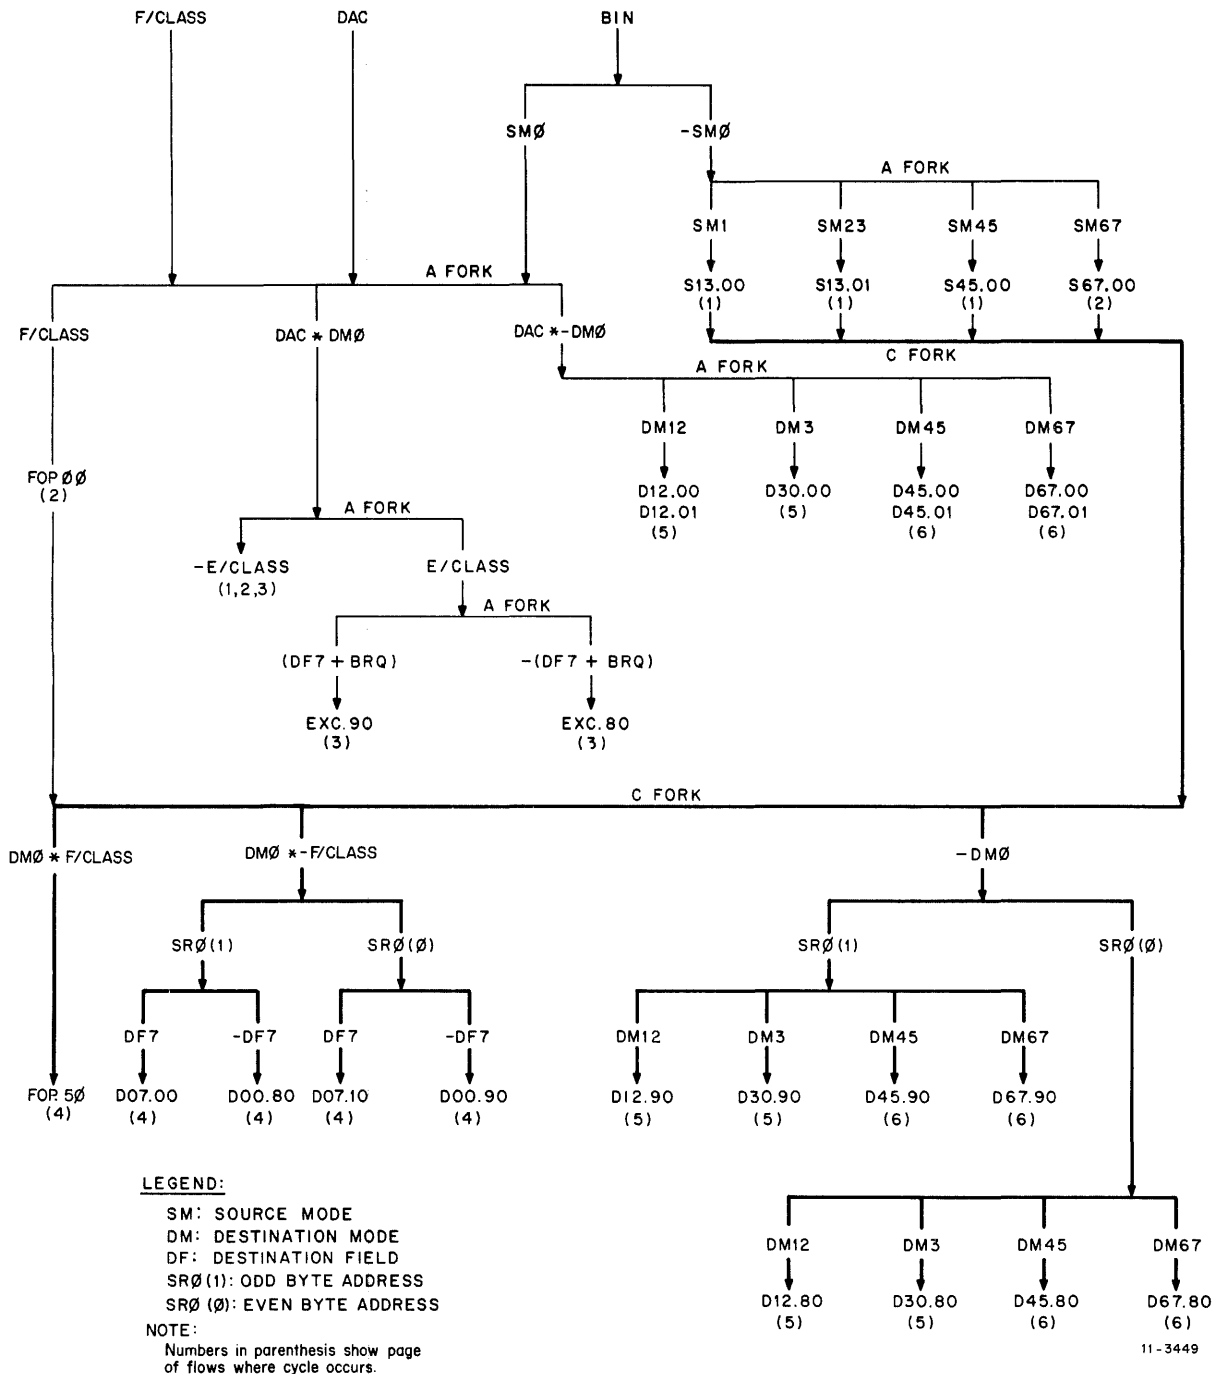 F/CLASS DAC BIN
SMØ -SMØ
A FORK
SM1 SM23 SM45 SM67
A FORK
S13.00 S13.01 S45.00 S67.00
(1) (1) (1) (2)
F/CLASS DAC * DMØ DAC *-DMØ
C FORK
A FORK
DM12 DM3 DM45 DM67
FOP.ØØ
(2)
D12.00 D30.00 D45.00 D67.00
D12.01 (5) D45.01 D67.01
(5) (6) (6)
A FORK
-E/CLASS E/CLASS
(1,2,3)
A FORK
(DF7 + BRQ) -(DF7 + BRQ)
EXC.90 EXC.80
(3) (3)
C FORK
DMØ * F/CLASS DMØ *-F/CLASS -DMØ
SRØ(1) SRØ(Ø) SRØ(1) SRØ(Ø)
DF7 -DF7 DF7 -DF7 DM12 DM3 DM45 DM67
FOP.5Ø D07.00 D00.80 D07.10 D00.90 D12.90 D30.90 D45.90 D67.90
(4) (4) (4) (4) (4) (5) (5) (6) (6)
LEGEND:
SM: SOURCE MODE
DM: DESTINATION MODE
DF: DESTINATION FIELD
SRØ(1): ODD BYTE ADDRESS
SRØ (Ø): EVEN BYTE ADDRESS
NOTE:
Numbers in parenthesis show page
of flows where cycle occurs.
DM12 DM3 DM45 DM67
D12.80 D30.80 D45.80 D67.80
(5) (5) (6) (6)
11-3449